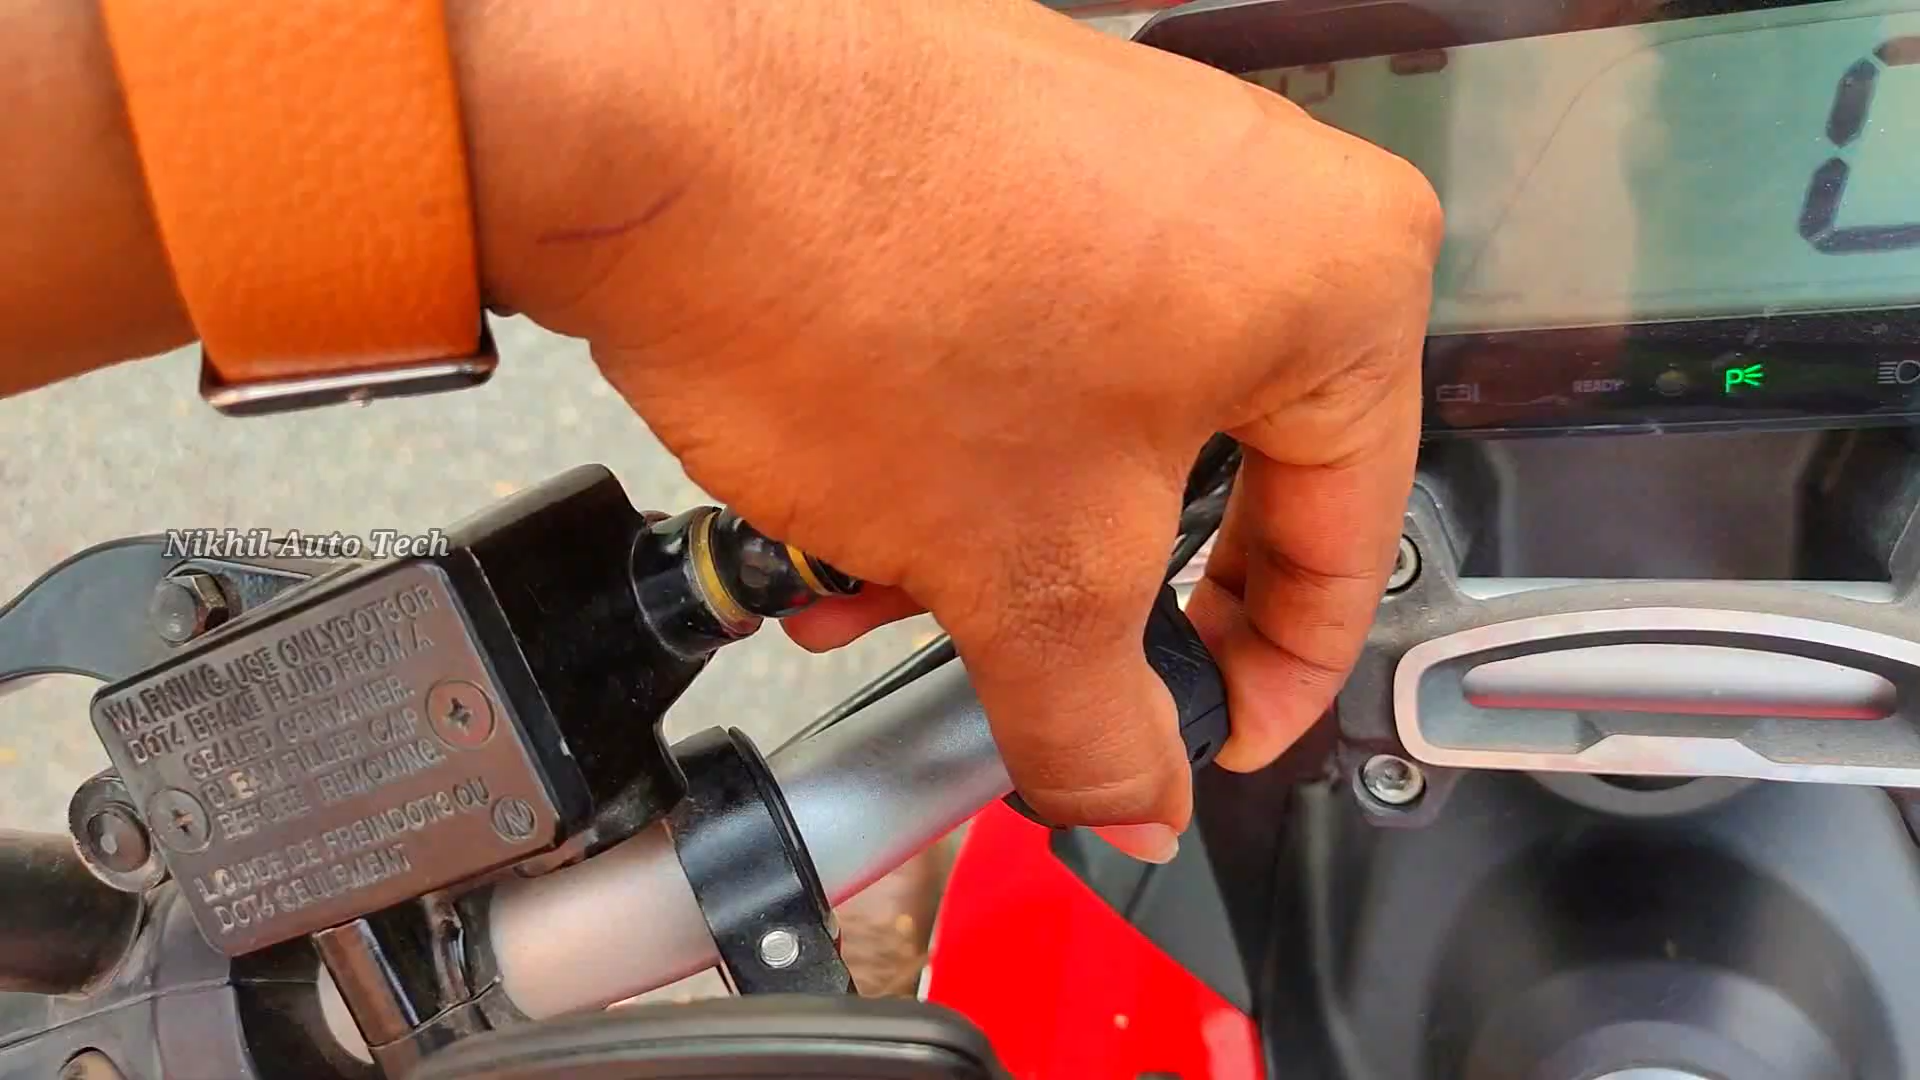 Nikhil Auto Tech
WARNING.USE ONLYDOT3OR
DOT4 BRAKE FLUID FROM A
SEALED CONTAINER.
CLEAN FILLER CAP
BEFORE REMOVING.
LQUIDE DE FREINDOT3 OU
DOT4 SEULEMENT
N
READY
P